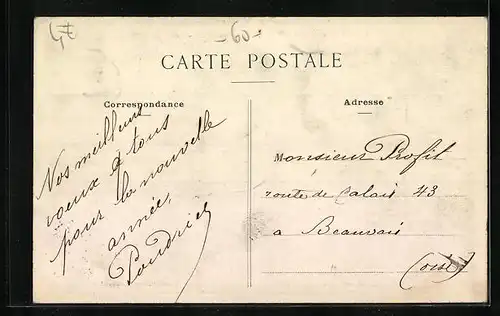 60
CARTE POSTALE
Correspondance
Adresse
Nos meilleurs
voeux à tous
pour la nouvelle
année,
Monsieur Profit
route de Calais 43
a Beauvais
(oise)